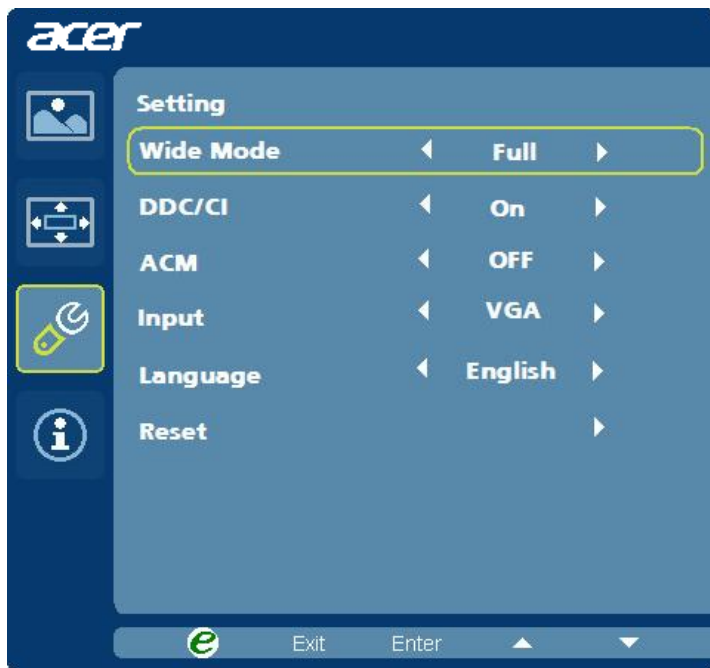 acer
Setting
Wide Mode Full
DDC/CI On
ACM OFF
Input VGA
Language English
Reset
e Exit Enter